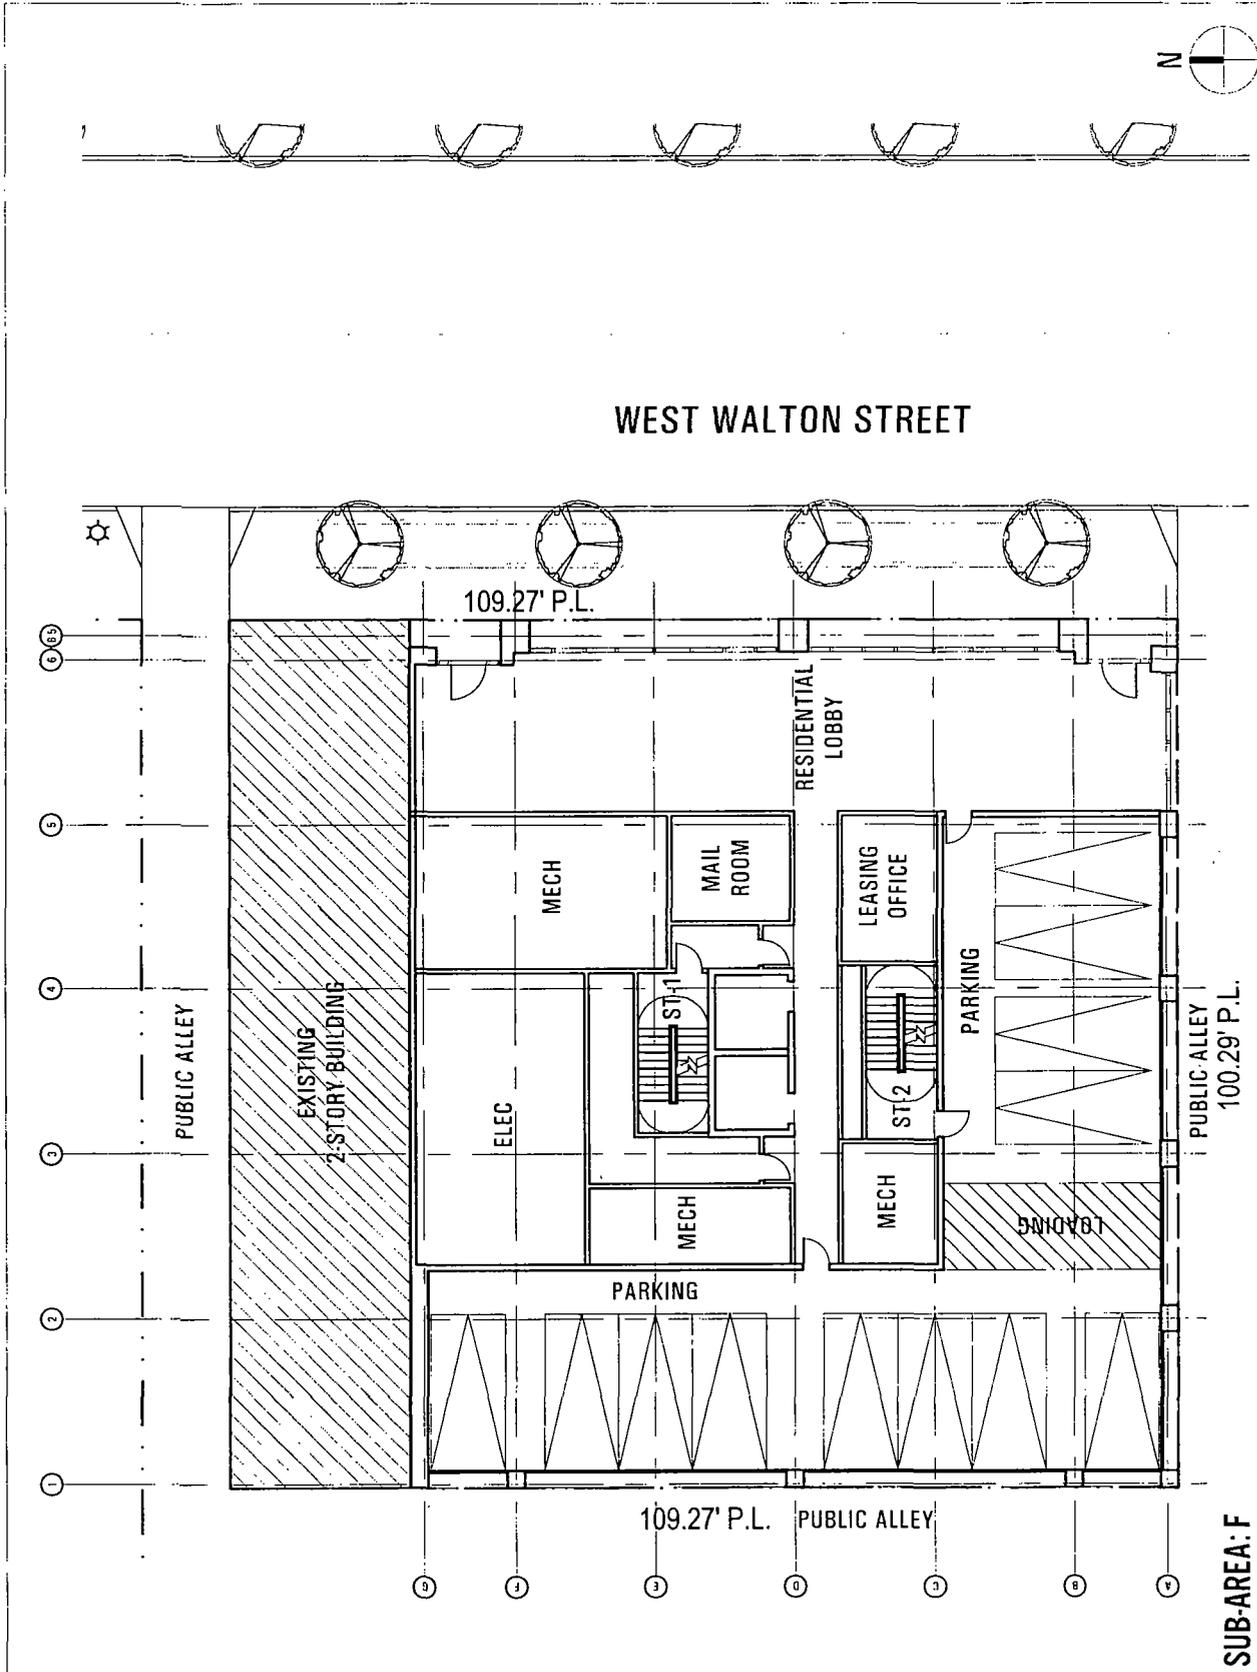 N
WEST WALTON STREET
109.27' P.L.
6.5
6
5
4
3
2
1
RESIDENTIAL
LOBBY
MECH
MAIL
ROOM
LEASING
OFFICE
PUBLIC ALLEY
EXISTING
2-STORY BUILDING
ELEC
ST-1
ST-2
PARKING
PUBLIC ALLEY
100.29' P.L.
MECH
MECH
LOADING
PARKING
109.27' P.L.
PUBLIC ALLEY
G
F
E
D
C
B
A
SUB-AREA: F